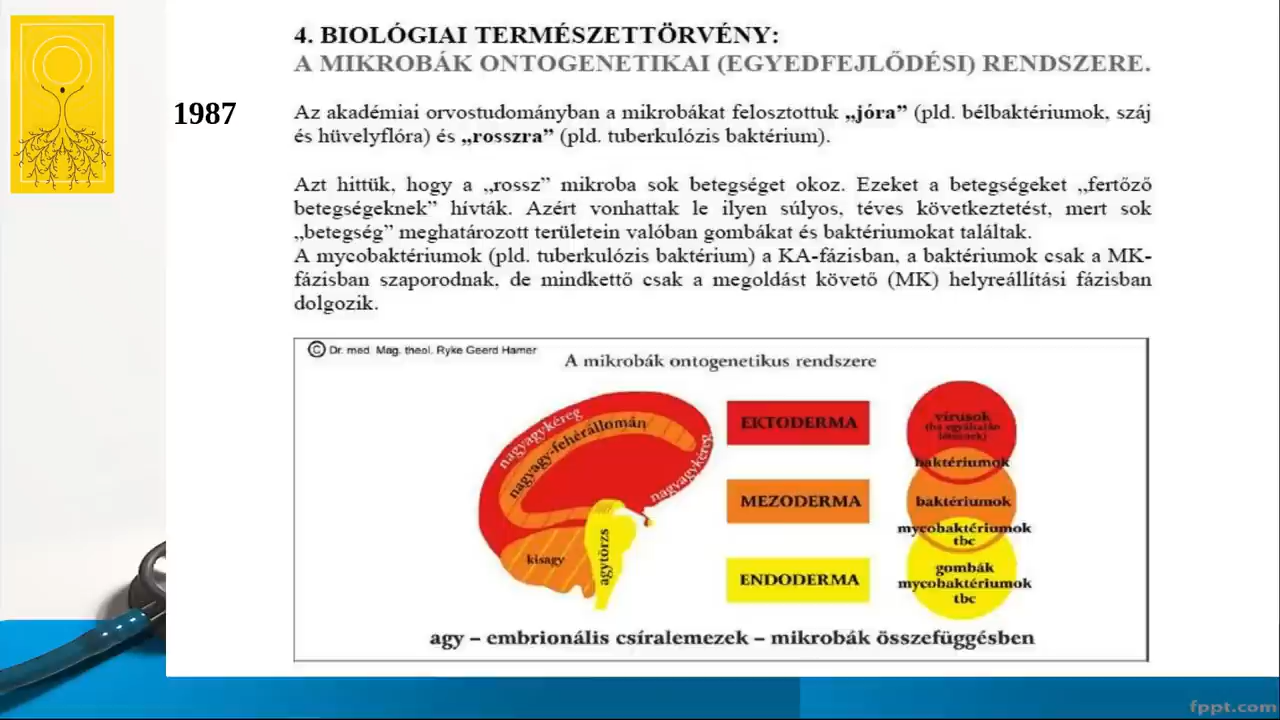 4. BIOLÓGIAI TERMÉSZETTÖRVÉNY:
A MIKROBÁK ONTOGENETIKAI (EGYEDFEJLŐDÉSI) RENDSZERE.
1987
Az akadémiai orvostudományban a mikrobákat felosztottuk „jóra” (pld. bélbaktériumok, száj
és hüvelyflóra) és „rosszra” (pld. tuberkulózis baktérium).
Azt hittük, hogy a „rossz” mikroba sok betegséget okoz. Ezeket a betegségeket „fertőző
betegségeknek” hívták. Azért vonhattak le ilyen súlyos, téves következtetést, mert sok
„betegség” meghatározott területein valóban gombákat és baktériumokat találtak.
A mycobaktériumok (pld. tuberkulózis baktérium) a KA-fázisban, a baktériumok csak a MK-
fázisban szaporodnak, de mindkettő csak a megoldást követő (MK) helyreállítási fázisban
dolgozik.
© Dr. med. Mag. theol. Ryke Geerd Hamer
A mikrobák ontogenetikus rendszere
nagyagykéreg
nagyagy-fehérállomán
nagyagykéreg
kisagy
agytörzs
EKTODERMA
MEZODERMA
ENDODERMA
vírusok
(ha egyáltalán
léteznek)
baktériumok
baktériumok
mycobaktériumok
tbc
gombák
mycobaktériumok
tbc
agy – embrionális csíralemezek – mikrobák összefüggésben
fppt.com